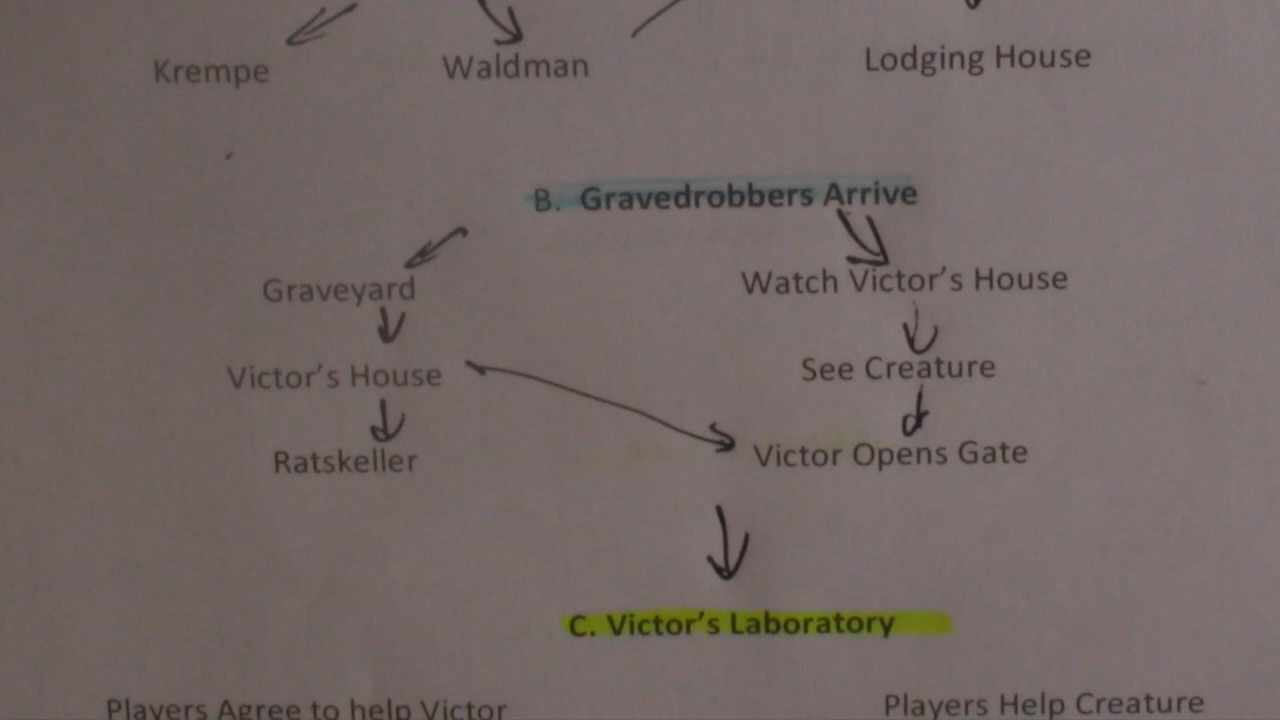 Krempe Waldman Lodging House
B. Gravedrobbers Arrive
Graveyard Watch Victor's House
Victor's House See Creature
Ratskeller Victor Opens Gate
C. Victor's Laboratory
Players Agree to help Victor Players Help Creature